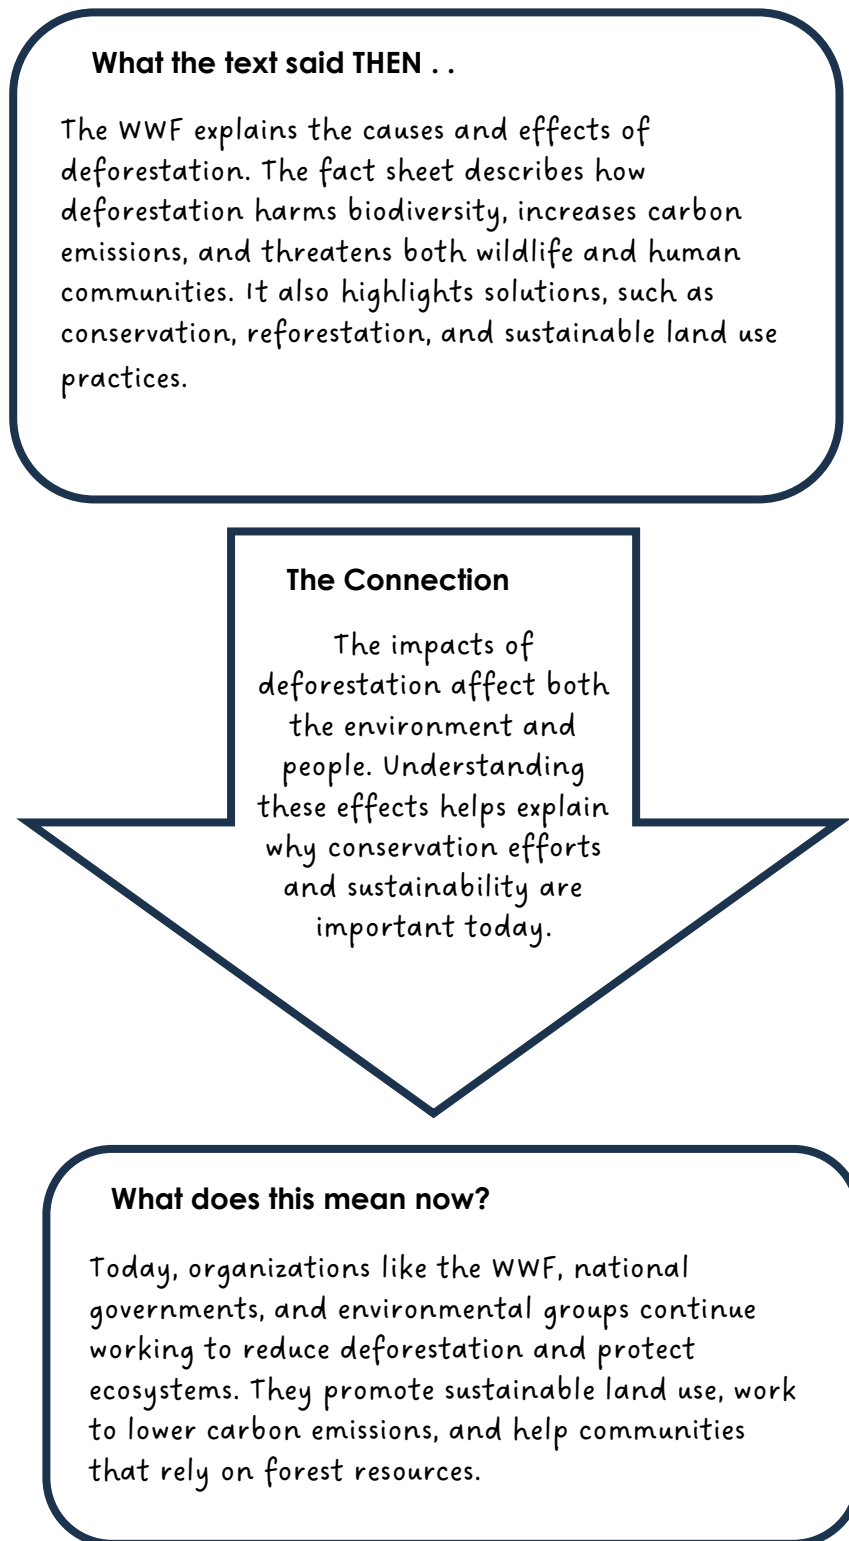 What the text said THEN . .
The WWF explains the causes and effects of
deforestation. The fact sheet describes how
deforestation harms biodiversity, increases carbon
emissions, and threatens both wildlife and human
communities. It also highlights solutions, such as
conservation, reforestation, and sustainable land use
practices.
The Connection
The impacts of
deforestation affect both
the environment and
people. Understanding
these effects helps explain
why conservation efforts
and sustainability are
important today.
What does this mean now?
Today, organizations like the WWF, national
governments, and environmental groups continue
working to reduce deforestation and protect
ecosystems. They promote sustainable land use, work
to lower carbon emissions, and help communities
that rely on forest resources.